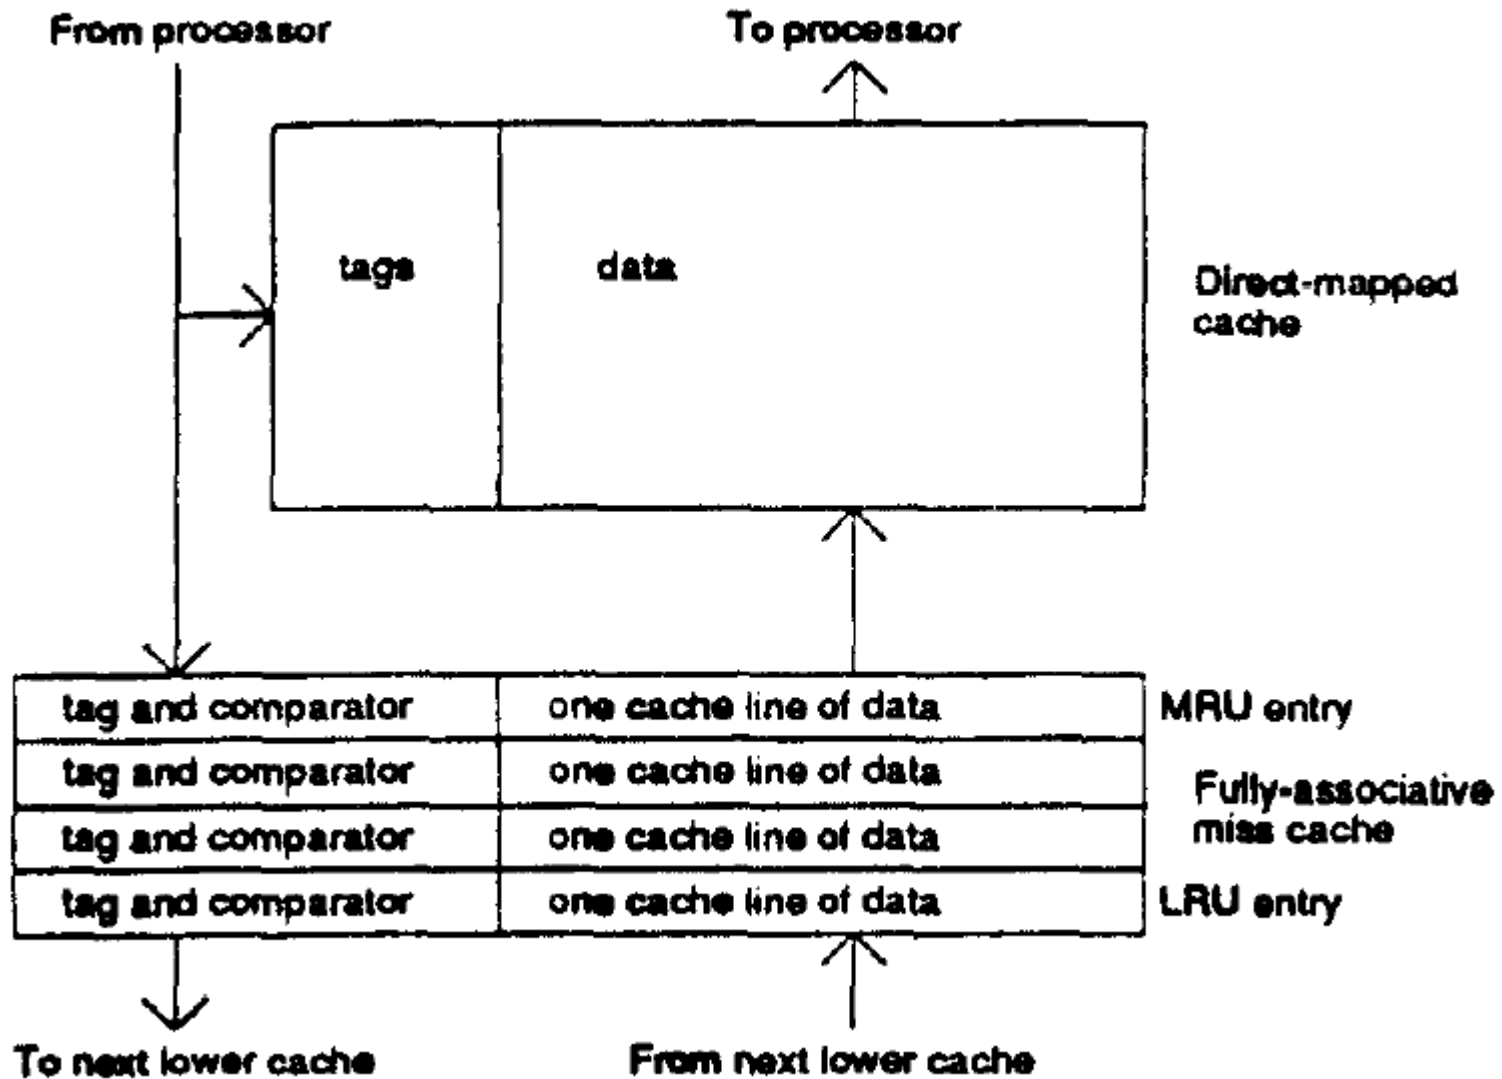 From processor
To processor
tags
data
Direct-mapped
cache
tag and comparator
one cache line of data
MRU entry
tag and comparator
one cache line of data
Fully-associative
miss cache
tag and comparator
one cache line of data
tag and comparator
one cache line of data
LRU entry
To next lower cache
From next lower cache